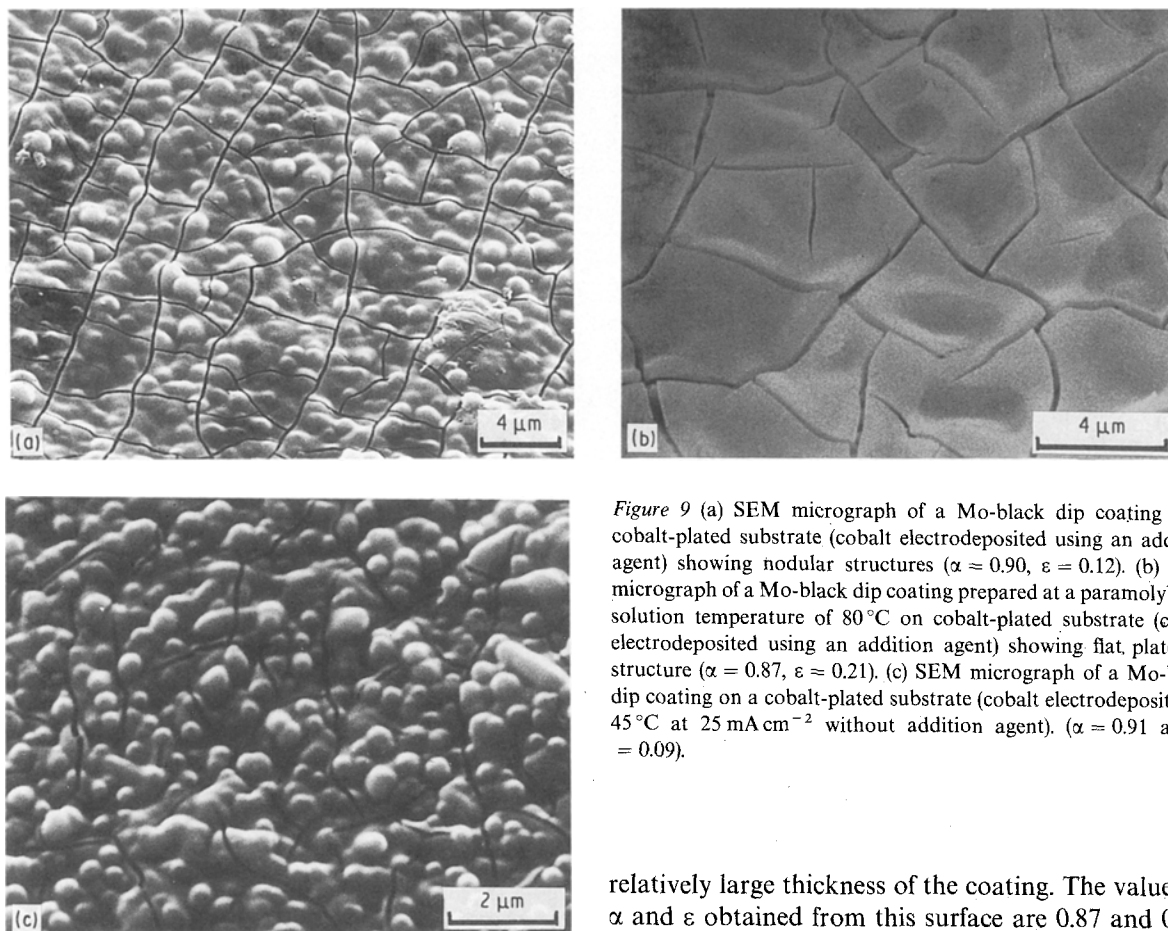 (a)
4 μm
(b)
4 μm
(c)
2 μm
Figure 9 (a) SEM micrograph of a Mo-black dip coating
cobalt-plated substrate (cobalt electrodeposited using an add
agent) showing nodular structures (α = 0.90, ε = 0.12). (b)
micrograph of a Mo-black dip coating prepared at a paramoly
solution temperature of 80 °C on cobalt-plated substrate (c
electrodeposited using an addition agent) showing flat, plate
structure (α = 0.87, ε = 0.21). (c) SEM micrograph of a Mo-
dip coating on a cobalt-plated substrate (cobalt electrodeposit
45 °C at 25 mA cm⁻² without addition agent). (α = 0.91 a
= 0.09).
relatively large thickness of the coating. The value
α and ε obtained from this surface are 0.87 and 0